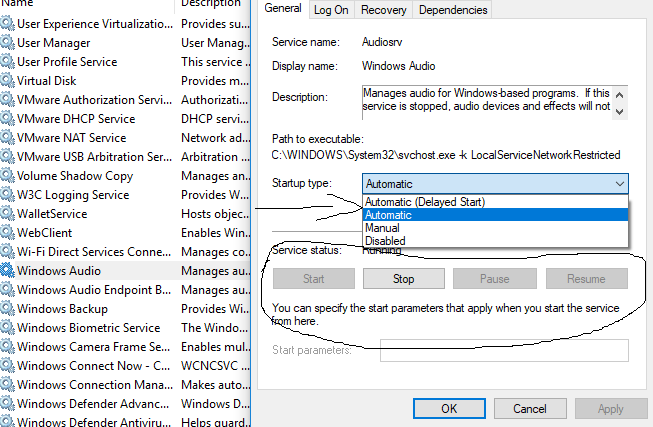 User Experience Virtualizatio...
Provides su...
User Manager
User Manag...
User Profile Service
This service ...
Virtual Disk
Provides m...
VMware Authorization Servi...
Authorizati...
VMware DHCP Service
DHCP servic...
VMware NAT Service
Network ad...
VMware USB Arbitration Ser...
Arbitration ...
Volume Shadow Copy
Manages an...
W3C Logging Service
Provides W...
WalletService
Hosts objec...
WebClient
Enables Win...
Wi-Fi Direct Services Conne...
Manages co...
Windows Audio
Manages au...
Windows Audio Endpoint B...
Manages au...
Windows Backup
Provides Wi...
Windows Biometric Service
The Windo...
Windows Camera Frame Se...
Enables mul...
Windows Connect Now - C...
WCNCSVC ...
Windows Connection Mana...
Makes auto...
Windows Defender Advanc...
Windows D...
Windows Defender Antiviru...
Helps guard...
General
Log On
Recovery
Dependencies
Service name:
Audiosrv
Display name:
Windows Audio
Description:
Manages audio for Windows-based programs.  If this
service is stopped, audio devices and effects will not
Path to executable:
C:\WINDOWS\System32\svchost.exe -k LocalServiceNetworkRestricted
Startup type:
Automatic
Automatic (Delayed Start)
Automatic
Manual
Disabled
Service status:
Running
Start
Stop
Pause
Resume
You can specify the start parameters that apply when you start the service
from here.
Start parameters:
OK
Cancel
Apply